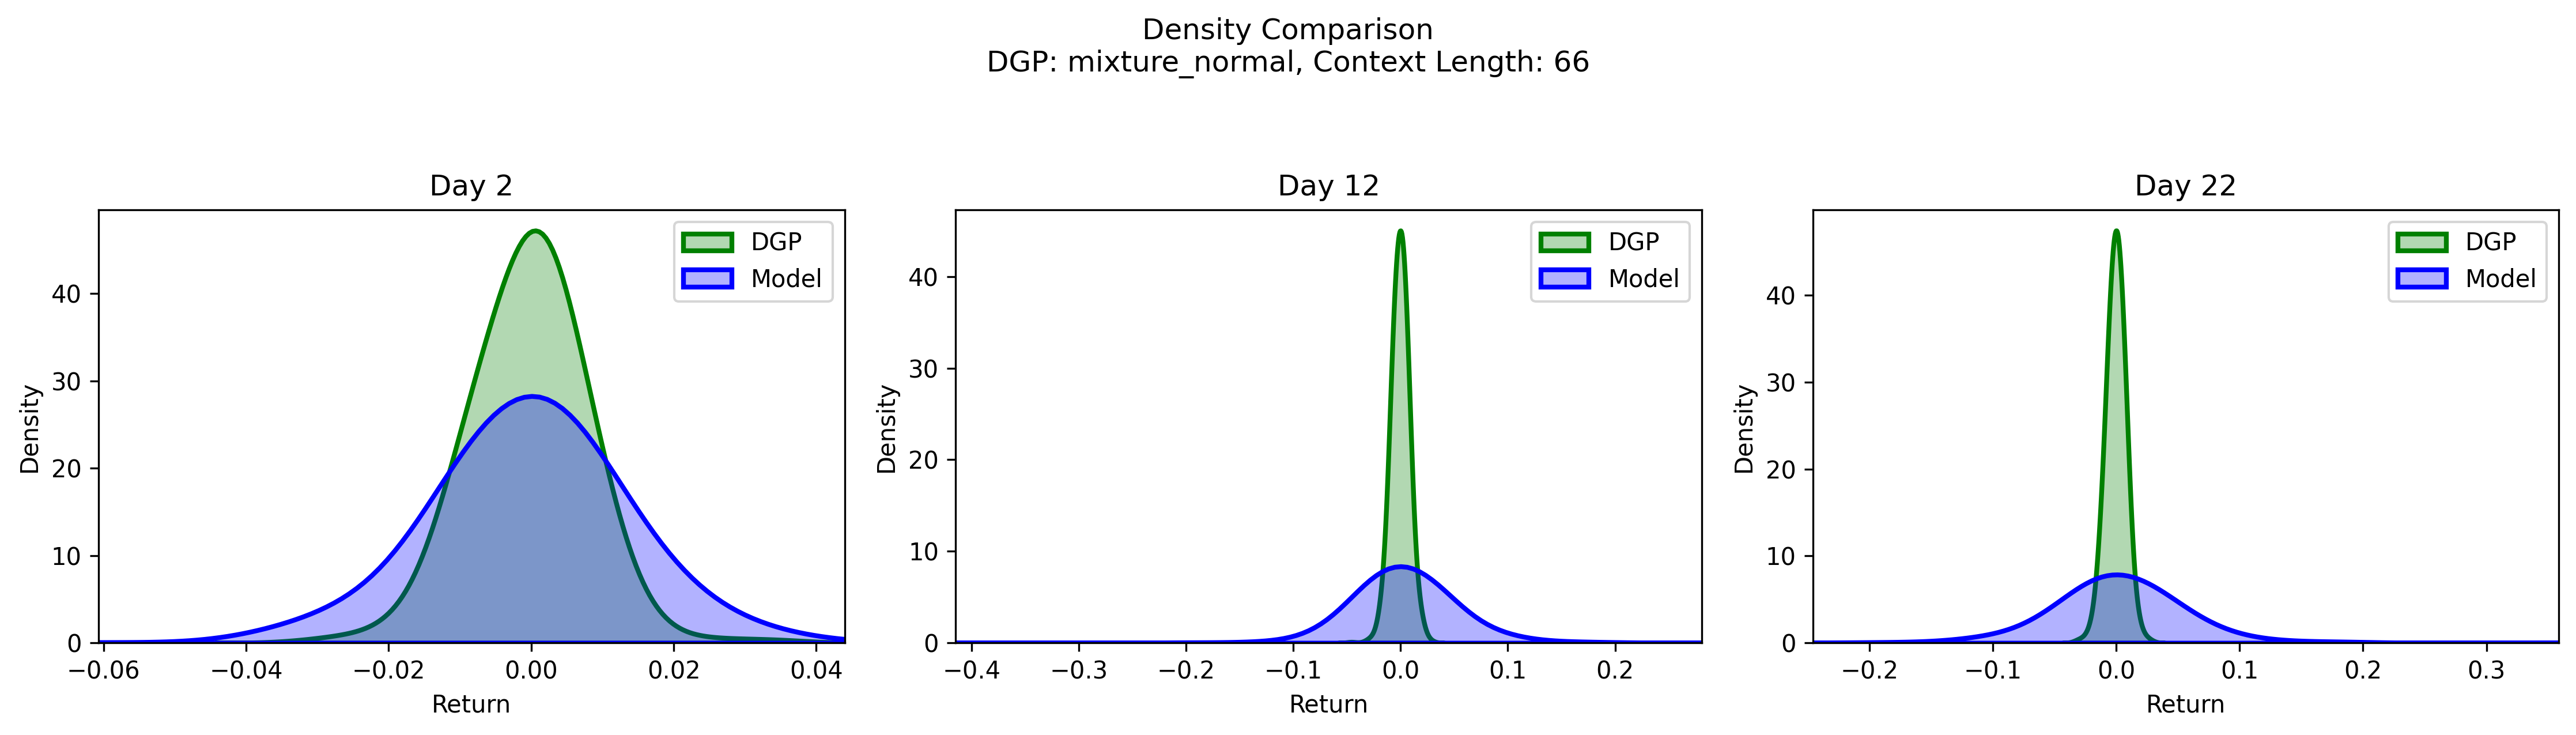 Density Comparison
DGP: mixture_normal, Context Length: 66
Day 2
DGP
Model
Density
40
30
20
10
0
−0.06
−0.04
−0.02
0.00
0.02
0.04
Return
Day 12
DGP
Model
Density
40
30
20
10
0
−0.4
−0.3
−0.2
−0.1
0.0
0.1
0.2
Return
Day 22
DGP
Model
Density
40
30
20
10
0
−0.2
−0.1
0.0
0.1
0.2
0.3
Return